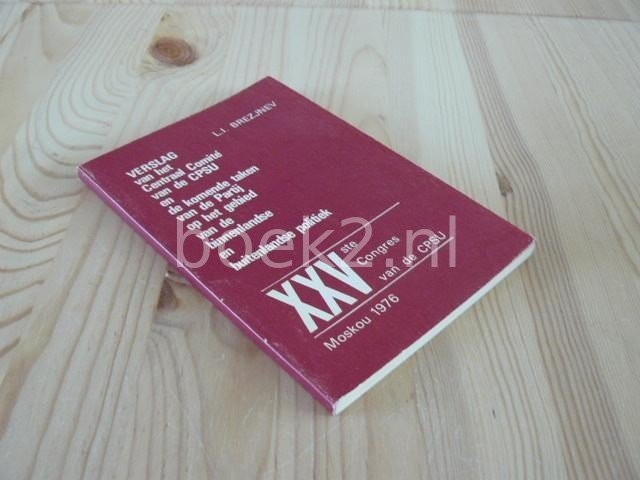 L.I. BREZJNEV
VERSLAG
van het
Centraal Comité
van de CPSU
en
de komende taken
van de Partij
op het gebied
van de
binnenlandse
en
buitenlandse politiek
XXV ste
Congres
van de CPSU
Moskou 1976
boek2.nl